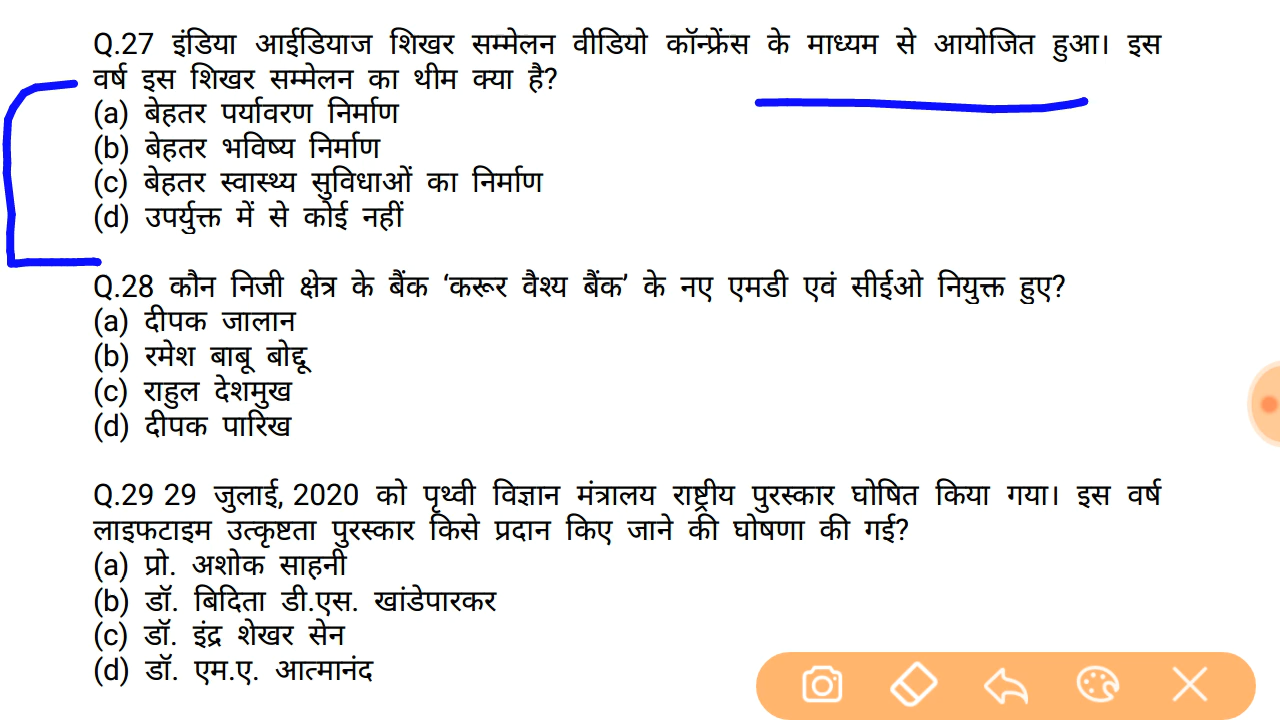 Q.27 इंडिया आईडियाज शिखर सम्मेलन वीडियो कॉन्फ्रेंस के माध्यम से आयोजित हुआ। इस
वर्ष इस शिखर सम्मेलन का थीम क्या है?
(a) बेहतर पर्यावरण निर्माण
(b) बेहतर भविष्य निर्माण
(c) बेहतर स्वास्थ्य सुविधाओं का निर्माण
(d) उपर्युक्त में से कोई नहीं
Q.28 कौन निजी क्षेत्र के बैंक ‘करूर वैश्य बैंक’ के नए एमडी एवं सीईओ नियुक्त हुए?
(a) दीपक जालान
(b) रमेश बाबू बोद्दू
(c) राहुल देशमुख
(d) दीपक पारिख
Q.29 29 जुलाई, 2020 को पृथ्वी विज्ञान मंत्रालय राष्ट्रीय पुरस्कार घोषित किया गया। इस वर्ष
लाइफटाइम उत्कृष्टता पुरस्कार किसे प्रदान किए जाने की घोषणा की गई?
(a) प्रो. अशोक साहनी
(b) डॉ. बिदिता डी.एस. खांडेपारकर
(c) डॉ. इंद्र शेखर सेन
(d) डॉ. एम.ए. आत्मानंद